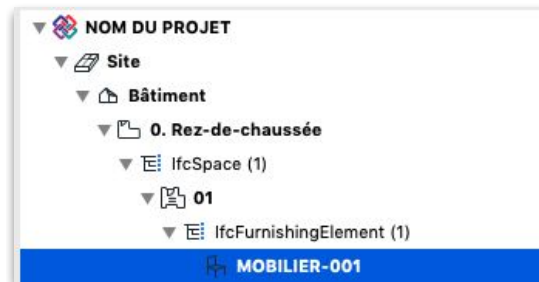 NOM DU PROJET
Site
Bâtiment
0. Rez-de-chaussée
IfcSpace (1)
01
IfcFurnishingElement (1)
MOBILIER-001